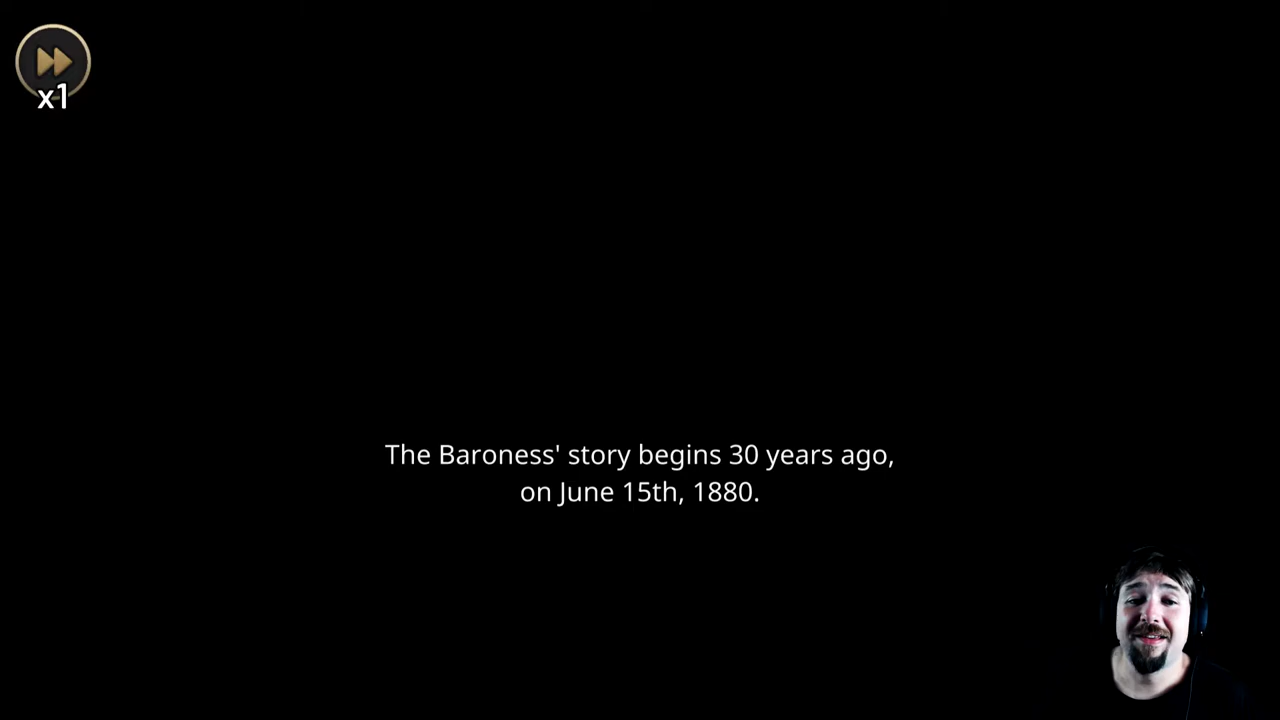 x1
The Baroness' story begins 30 years ago,
on June 15th, 1880.